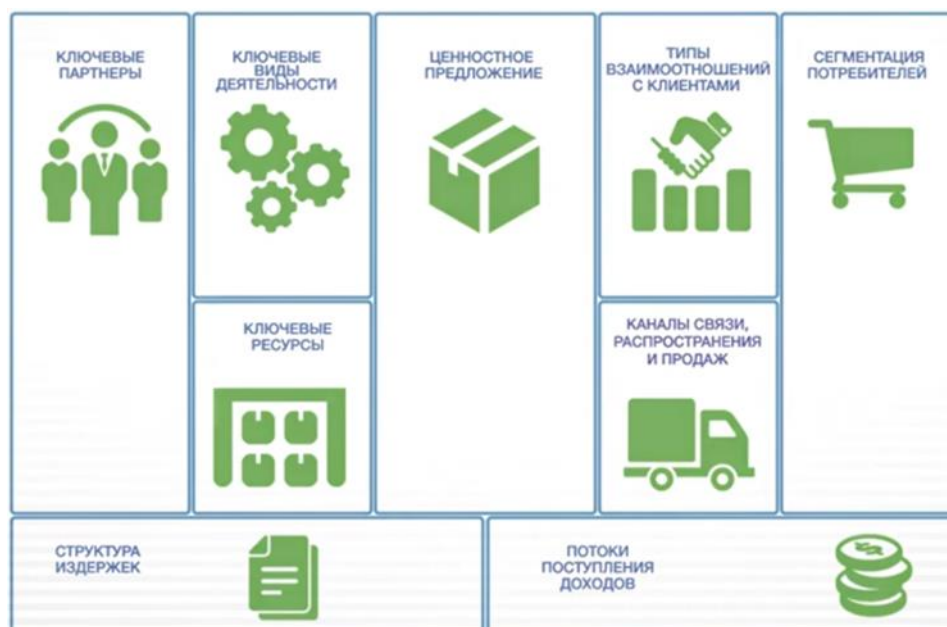 КЛЮЧЕВЫЕ
ПАРТНЕРЫ
КЛЮЧЕВЫЕ
ВИДЫ
ДЕЯТЕЛЬНОСТИ
ЦЕННОСТНОЕ
ПРЕДЛОЖЕНИЕ
ТИПЫ
ВЗАИМООТНОШЕНИЙ
С КЛИЕНТАМИ
СЕГМЕНТАЦИЯ
ПОТРЕБИТЕЛЕЙ
КЛЮЧЕВЫЕ
РЕСУРСЫ
КАНАЛЫ СВЯЗИ,
РАСПРОСТРАНЕНИЯ
И ПРОДАЖ
СТРУКТУРА
ИЗДЕРЖЕК
ПОТОКИ
ПОСТУПЛЕНИЯ
ДОХОДОВ